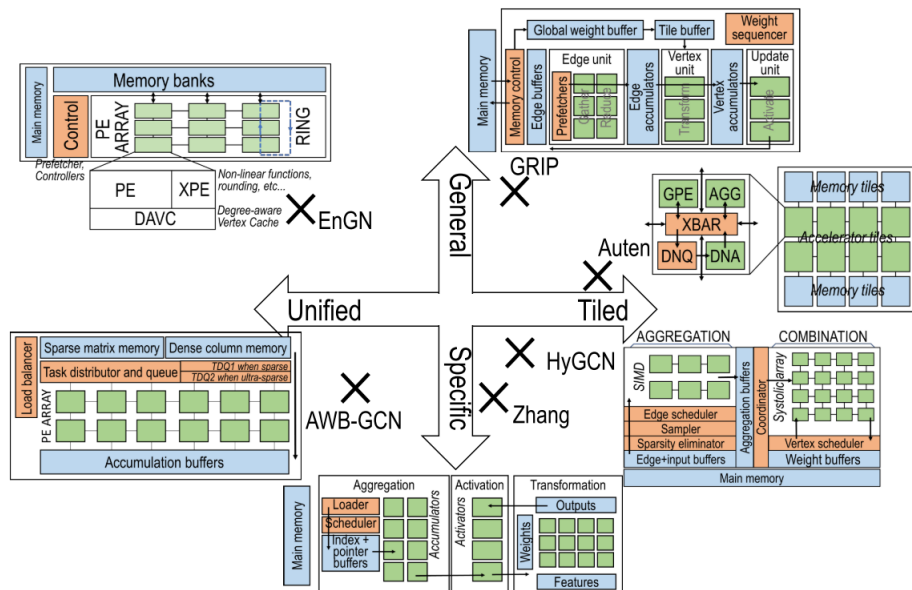 Main memory
Memory banks
Control
PE
ARRAY
RING
Prefetcher,
Controllers
PE
XPE
DAVC
Non-linear functions,
rounding, etc...
Degree-aware
Vertex Cache
EnGN
Main memory
Memory control
Global weight buffer
Tile buffer
Weight
sequencer
Edge buffers
Edge unit
Prefetchers
Gather
Reduce
Edge
accumulators
Vertex
unit
Transform
Vertex
accumulators
Update
unit
Activate
GRIP
General
GPE
AGG
XBAR
DNQ
DNA
Memory tiles
Accelerator tiles
Memory tiles
Auten
Unified
Tiled
Specific
Load balancer
Sparse matrix memory
Dense column memory
Task distributor and queue
TDQ1 when sparse
TDQ2 when ultra-sparse
PE ARRAY
Accumulation buffers
AWB-GCN
HyGCN
Zhang
AGGREGATION
COMBINATION
SIMD
Edge scheduler
Sampler
Sparsity eliminator
Edge+input buffers
Aggregation buffers
Coordinator
Systolic array
Vertex scheduler
Weight buffers
Main memory
Main memory
Aggregation
Loader
Scheduler
Index +
pointer
buffers
Accumulators
Activation
Activators
Transformation
Outputs
Weights
Features